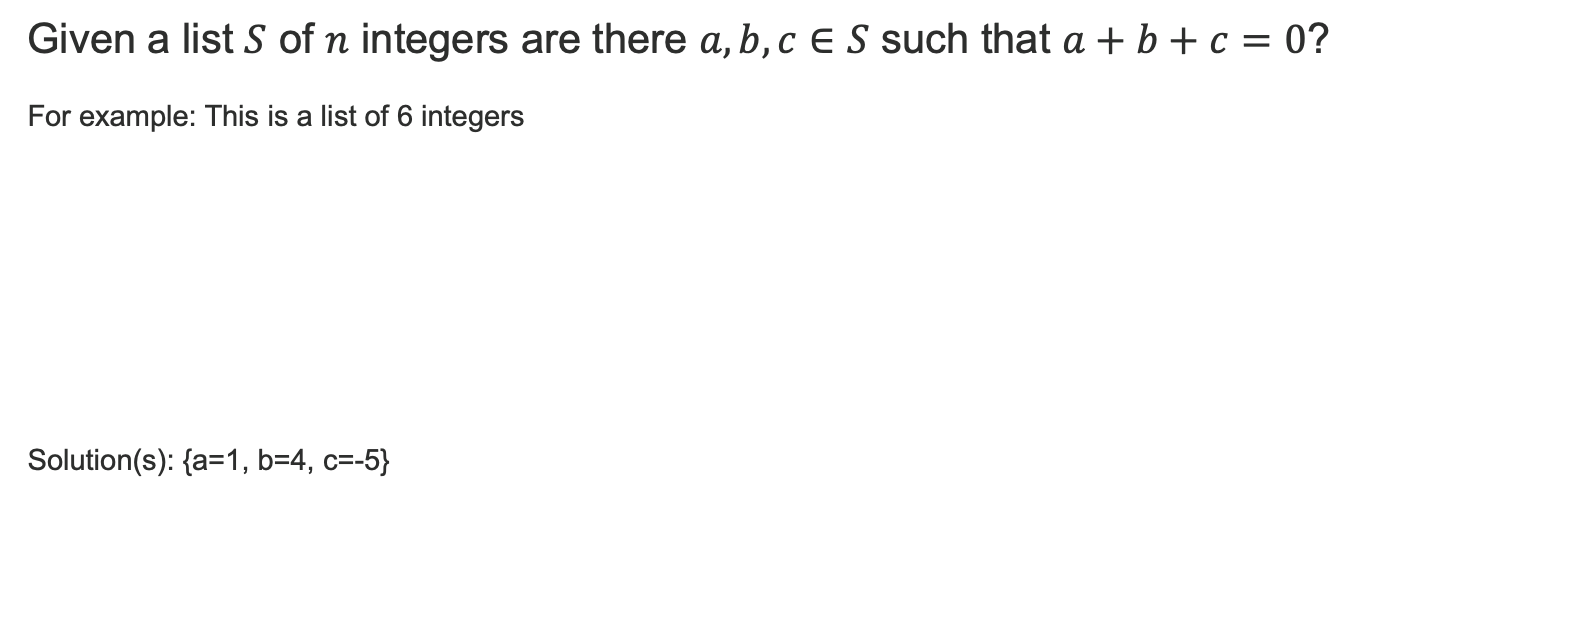 Given a list S of n integers are there a, b, c ∈ S such that a + b + c = 0?
For example: This is a list of 6 integers
Solution(s): {a=1, b=4, c=-5}